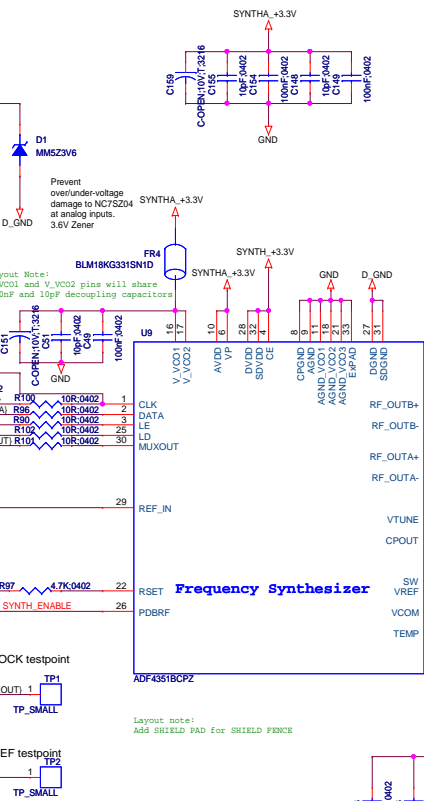 SYNTHA_+3.3V
C159
C-OPEN;10V;T;3216
C155
10pF;0402
C154
100nF;0402
C148
10pF;0402
C149
100nF;0402
GND
D1
MM5Z3V6
D_GND
Prevent
over/under-voltage
damage to NC7SZ04
at analog inputs.
3.6V Zener
SYNTHA_+3.3V
FR4
BLM18KG331SN1D
SYNTHA_+3.3V
SYNTH_+3.3V
GND
D_GND
yout Note:
VCO1 and V_VCO2 pins will share
0nF and 10pF decoupling capacitors
C151
C-OPEN;10V;T;3216
C51
10pF;0402
C49
100nF;0402
GND
U9
16
17
10
6
28
32
4
8
9
11
18
21
33
27
31
V_VCO1
V_VCO2
AVDD
VP
DVDD
SDVDD
CE
CPGND
AGND
AGND_VCO1
AGND_VCO2
AGND_VCO3
ExPAD
DGND
SDGND
R100 10R;0402 1 CLK
R96 10R;0402 2 DATA
R90 10R;0402 3 LE
R102 10R;0402 25 LD
R101 10R;0402 30 MUXOUT
RF_OUTB+
RF_OUTB-
RF_OUTA+
RF_OUTA-
29 REF_IN
VTUNE
CPOUT
R97 4.7K;0402 22 RSET
SYNTH_ENABLE 26 PDBRF
Frequency Synthesizer
SW
VREF
VCOM
TEMP
ADF4351BCPZ
OCK testpoint
OUT} 1 TP1
TP_SMALL
Layout note:
Add SHIELD PAD for SHIELD FENCE
EF testpoint
1 TP2
TP_SMALL
0402